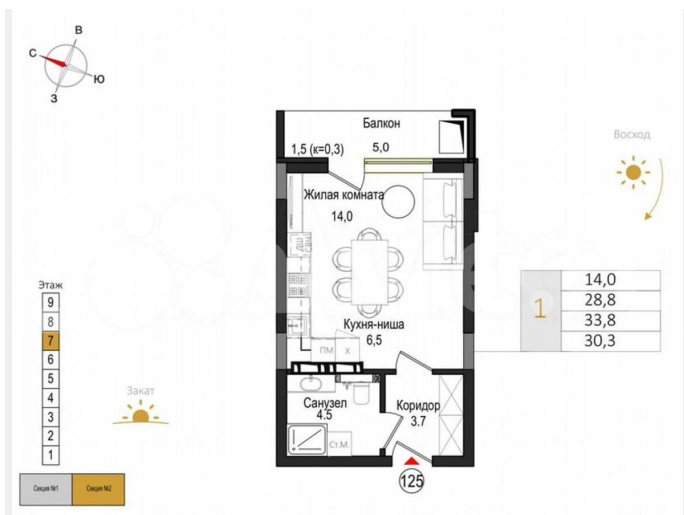 В
С
Ю
З
Балкон
1,5 (к=0,3)
5,0
Восход
Жилая комната
14,0
ДШ
СВЧ
Этаж
9
8
7
6
5
4
3
2
1
Кухня-ниша
6,5
ПМ
Х
1
14,0
28,8
33,8
30,3
Закат
Санузел
4.5
Ст.М.
Коридор
3.7
125
Секция №1
Секция №2